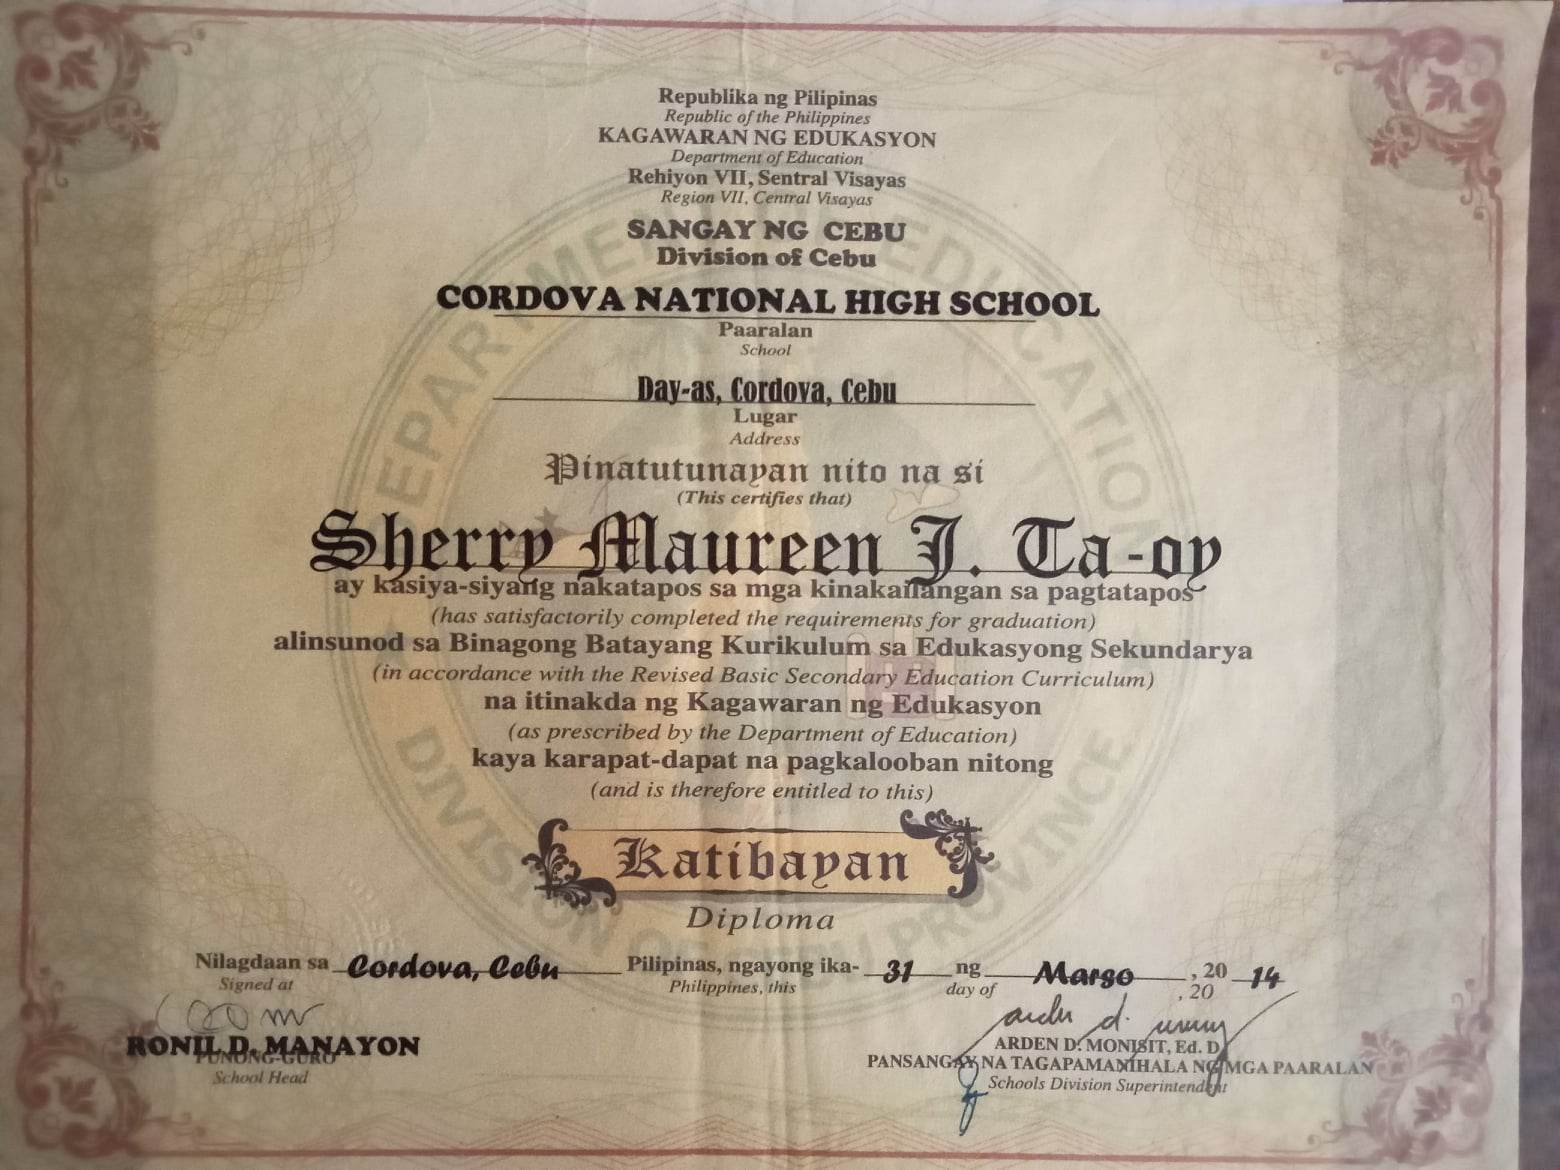 Republika ng Pilipinas
Republic of the Philippines
KAGAWARAN NG EDUKASYON
Department of Education
Rehiyon VII, Sentral Visayas
Region VII, Central Visayas
SANGAY NG CEBU
Division of Cebu
CORDOVA NATIONAL HIGH SCHOOL
Paaralan
School
Day-as, Cordova, Cebu
Lugar
Address
Pinatutunayan nito na si
(This certifies that)
Sherry Maureen J. Ta-oy
ay kasiya-siyang nakatapos sa mga kinakailangan sa pagtatapos
(has satisfactorily completed the requirements for graduation)
alinsunod sa Binagong Batayang Kurikulum sa Edukasyong Sekundarya
(in accordance with the Revised Basic Secondary Education Curriculum)
na itinakda ng Kagawaran ng Edukasyon
(as prescribed by the Department of Education)
kaya karapat-dapat na pagkalooban nitong
(and is therefore entitled to this)
Katibayan
Diploma
Nilagdaan sa Cordova, Cebu Pilipinas, ngayong ika- 31 ng Marso , 20 14
Signed at Philippines, this day of , 20
RONIL D. MANAYON
PUNONG-GURO
School Head
ARDEN D. MONISIT, Ed. D
PANSANGAY NA TAGAPAMANIHALA NG MGA PAARALAN
Schools Division Superintendent
DEPARTMENT OF EDUCATION
DIVISION OF CEBU PROVINCE